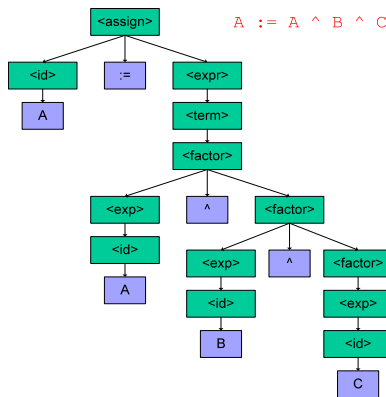 <assign> A := A ^ B ^ C
<id> := <expr>
A <term>
<factor>
<exp> ^ <factor>
<id> <exp> ^ <factor>
A <id> <exp>
B <id>
C